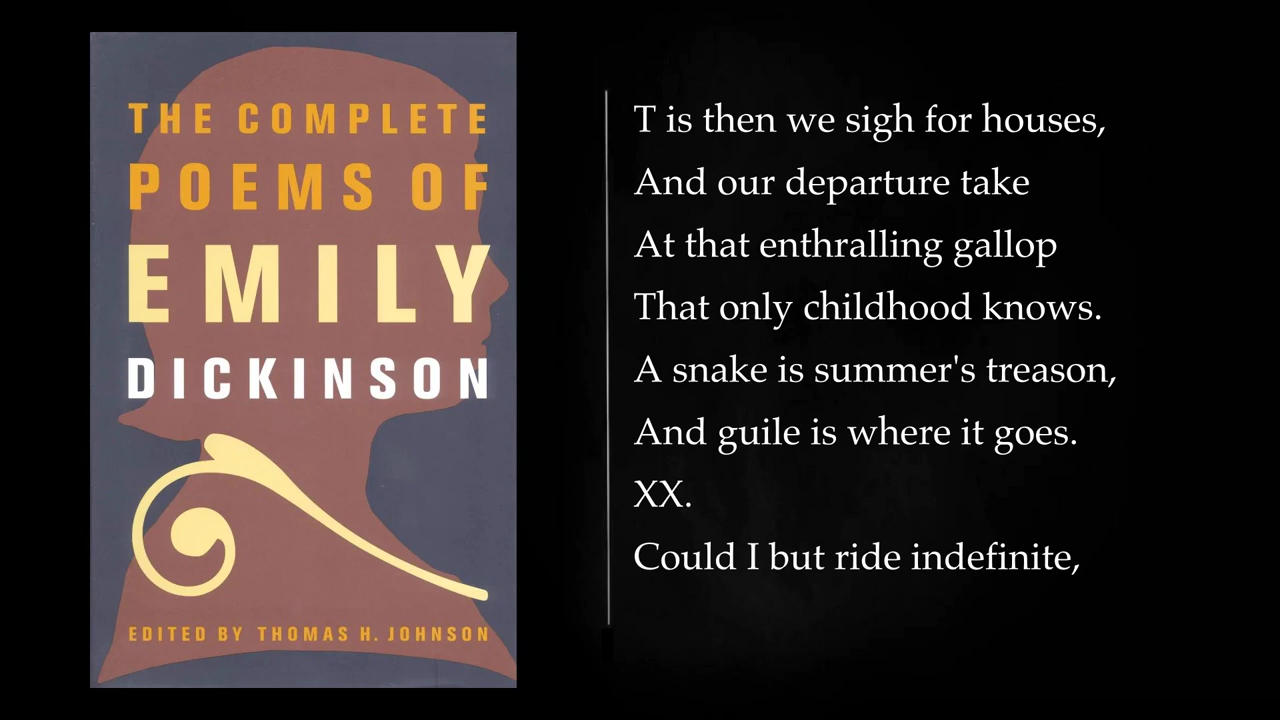 THE COMPLETE
POEMS OF
EMILY
DICKINSON
EDITED BY THOMAS H. JOHNSON
T is then we sigh for houses,
And our departure take
At that enthralling gallop
That only childhood knows.
A snake is summer's treason,
And guile is where it goes.
XX.
Could I but ride indefinite,